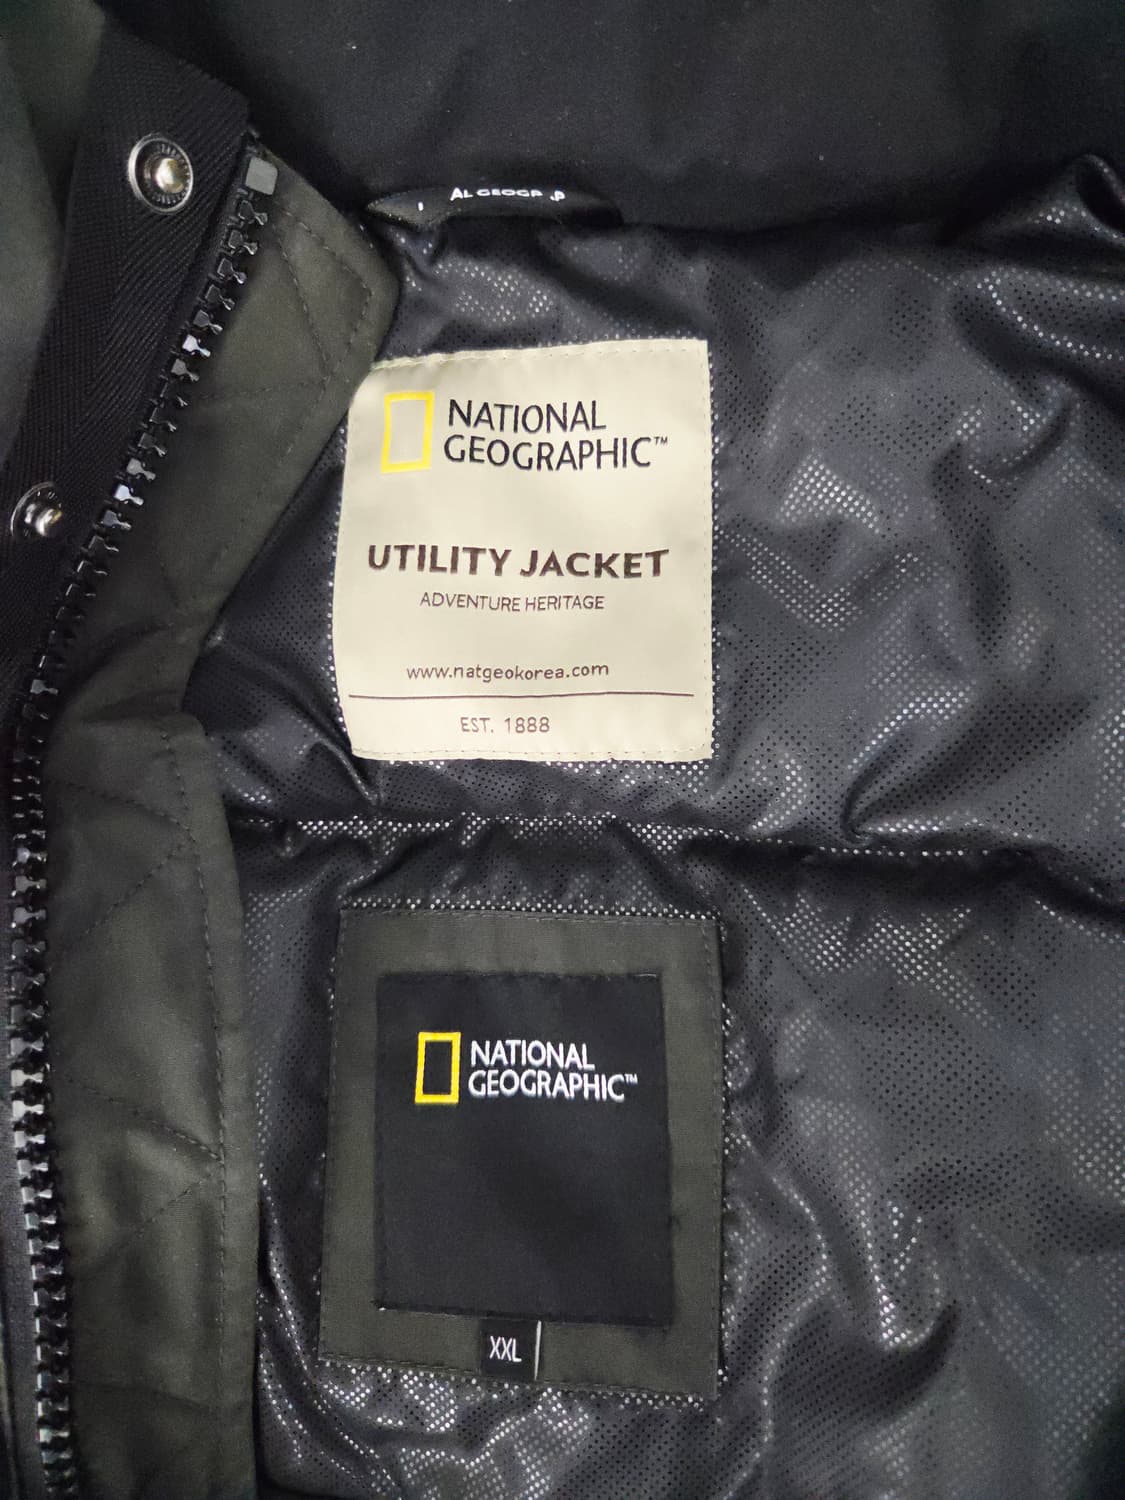 NATIONAL
GEOGRAPHIC™
UTILITY JACKET
ADVENTURE HERITAGE
www.natgeokorea.com
EST. 1888
NATIONAL
GEOGRAPHIC™
XXL